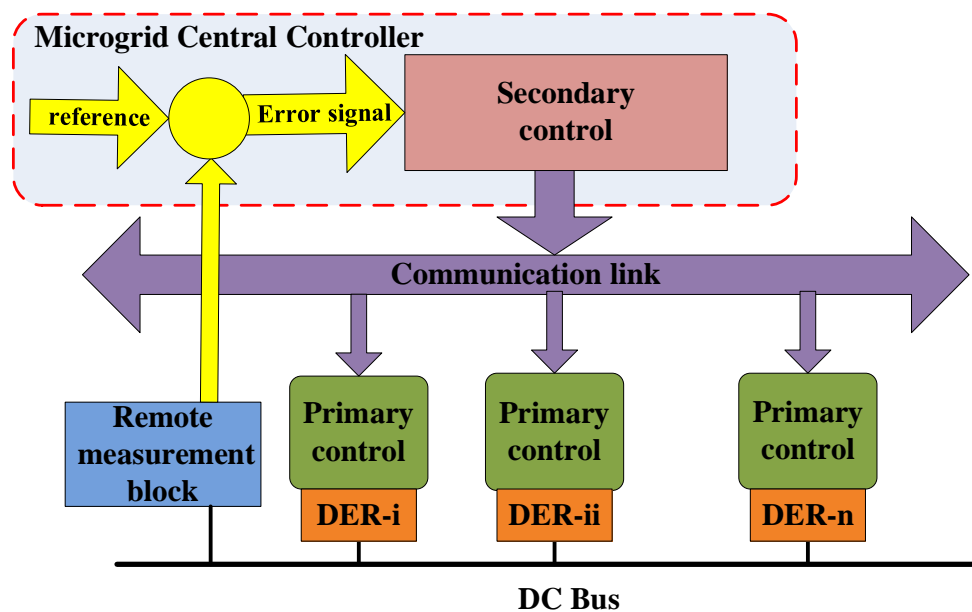 Microgrid Central Controller
reference
Error signal
Secondary
control
Communication link
Remote
measurement
block
Primary
control
DER-i
Primary
control
DER-ii
Primary
control
DER-n
DC Bus